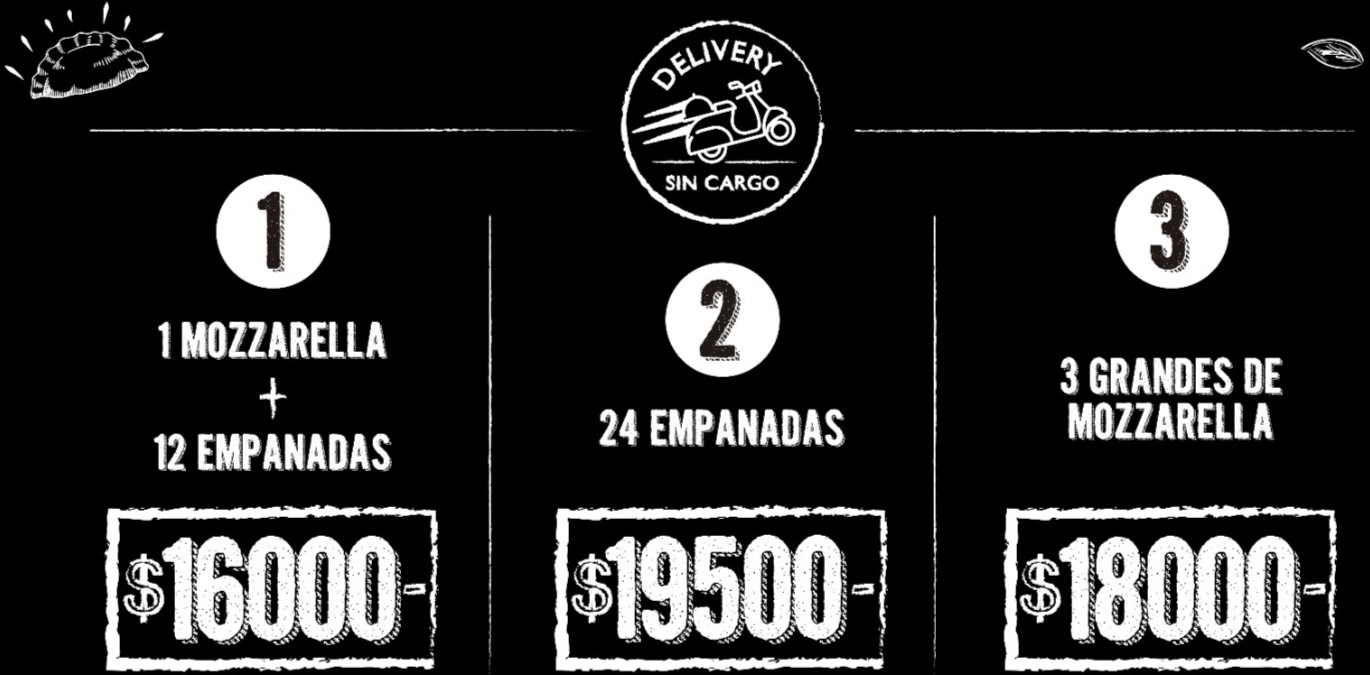 DELIVERY
SIN CARGO
1
1 MOZZARELLA
+
12 EMPANADAS
$16000-
2
24 EMPANADAS
$19500-
3
3 GRANDES DE
MOZZARELLA
$18000-